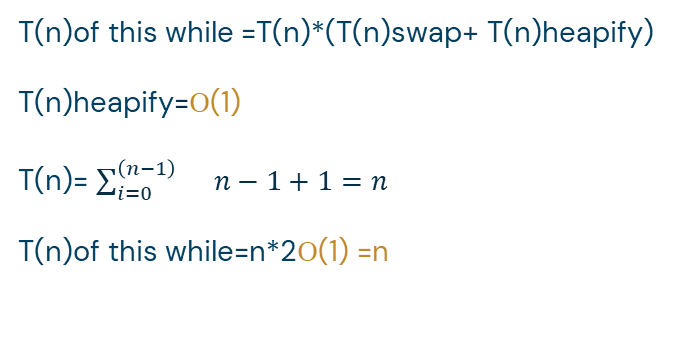 T(n)of this while =T(n)*(T(n)swap+ T(n)heapify)
T(n)heapify=O(1)
T(n)= ∑_{i=0}^{(n−1)} n − 1 + 1 = n
T(n)of this while=n*2O(1) =n